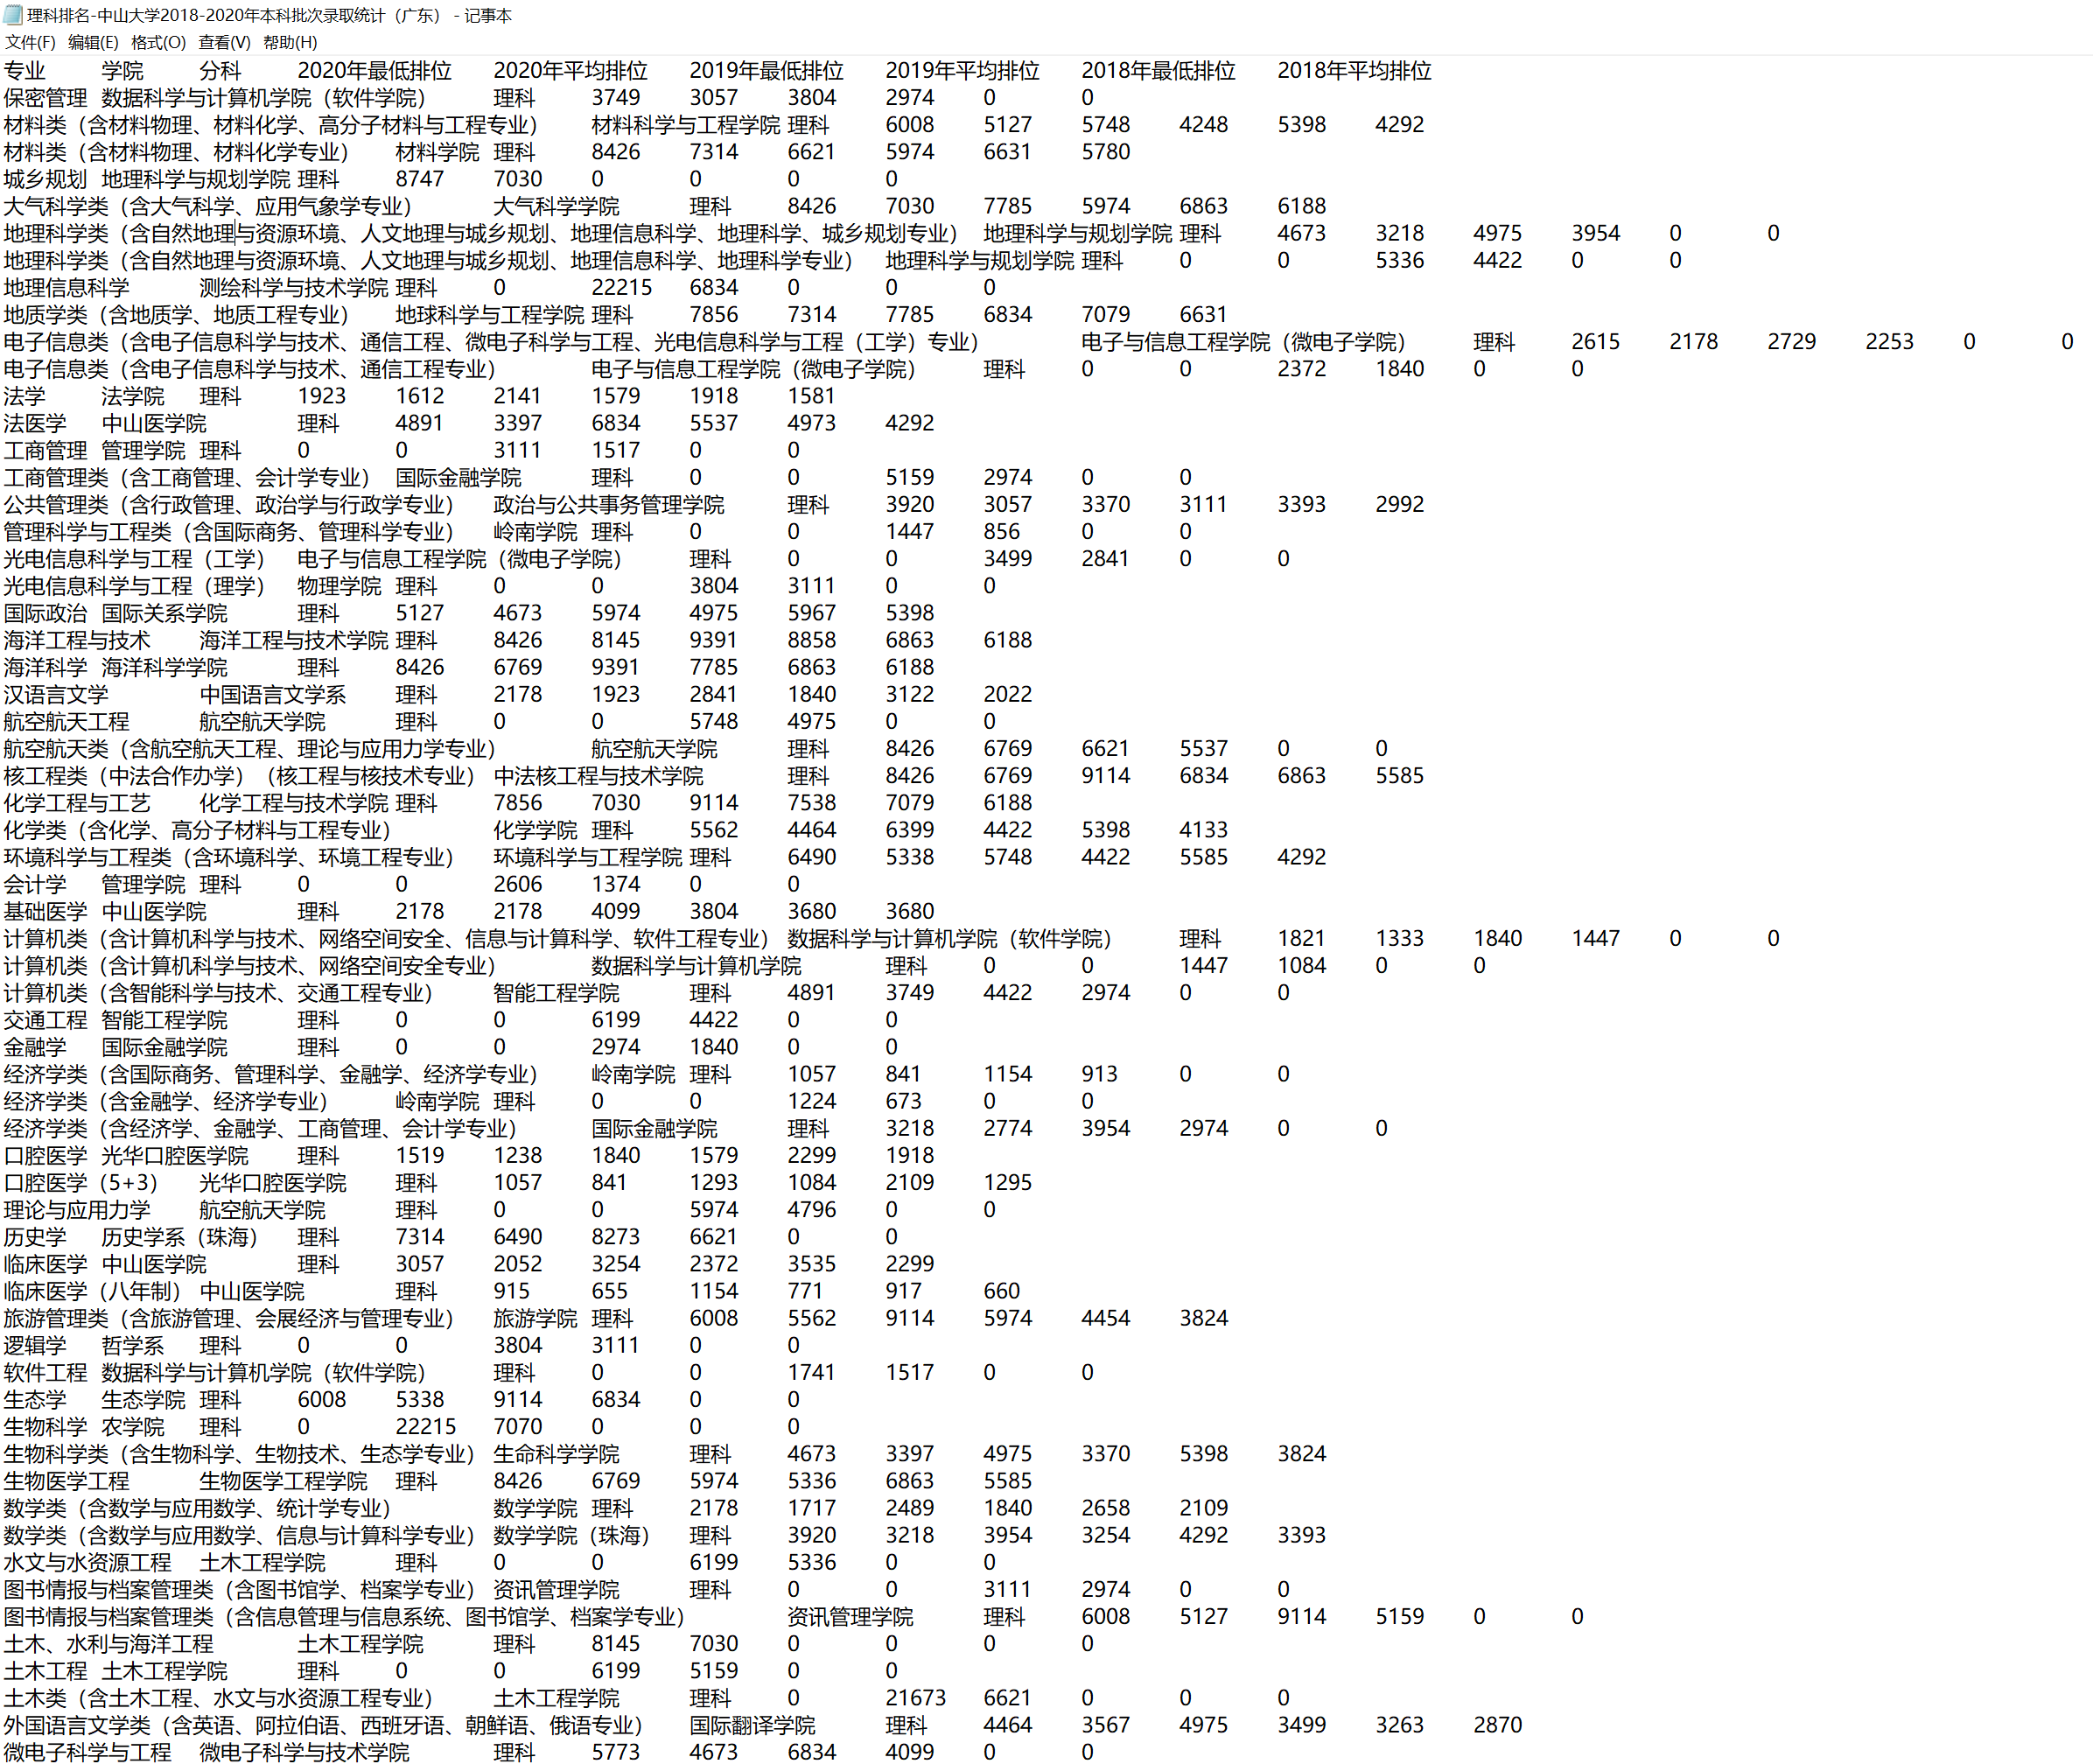 理科排名-中山大学2018-2020年本科批次录取统计（广东） - 记事本
文件(F) 编辑(E) 格式(O) 查看(V) 帮助(H)
专业 学院 分科 2020年最低排位 2020年平均排位 2019年最低排位 2019年平均排位 2018年最低排位 2018年平均排位
保密管理 数据科学与计算机学院（软件学院） 理科 3749 3057 3804 2974 0 0
材料类（含材料物理、材料化学、高分子材料与工程专业） 材料科学与工程学院 理科 6008 5127 5748 4248 5398 4292
材料类（含材料物理、材料化学专业） 材料学院 理科 8426 7314 6621 5974 6631 5780
城乡规划 地理科学与规划学院 理科 8747 7030 0 0 0 0
大气科学类（含大气科学、应用气象学专业） 大气科学学院 理科 8426 7030 7785 5974 6863 6188
地理科学类（含自然地理与资源环境、人文地理与城乡规划、地理信息科学、地理科学、城乡规划专业） 地理科学与规划学院 理科 4673 3218 4975 3954 0 0
地理科学类（含自然地理与资源环境、人文地理与城乡规划、地理信息科学、地理科学专业） 地理科学与规划学院 理科 0 0 5336 4422 0 0
地理信息科学 测绘科学与技术学院 理科 0 22215 6834 0 0 0
地质学类（含地质学、地质工程专业） 地球科学与工程学院 理科 7856 7314 7785 6834 7079 6631
电子信息类（含电子信息科学与技术、通信工程、微电子科学与工程、光电信息科学与工程（工学）专业） 电子与信息工程学院（微电子学院） 理科 2615 2178 2729 2253 0 0
电子信息类（含电子信息科学与技术、通信工程专业） 电子与信息工程学院（微电子学院） 理科 0 0 2372 1840 0 0
法学 法学院 理科 1923 1612 2141 1579 1918 1581
法医学 中山医学院 理科 4891 3397 6834 5537 4973 4292
工商管理 管理学院 理科 0 0 3111 1517 0 0
工商管理类（含工商管理、会计学专业） 国际金融学院 理科 0 0 5159 2974 0 0
公共管理类（含行政管理、政治学与行政学专业） 政治与公共事务管理学院 理科 3920 3057 3370 3111 3393 2992
管理科学与工程类（含国际商务、管理科学专业） 岭南学院 理科 0 0 1447 856 0 0
光电信息科学与工程（工学） 电子与信息工程学院（微电子学院） 理科 0 0 3499 2841 0 0
光电信息科学与工程（理学） 物理学院 理科 0 0 3804 3111 0 0
国际政治 国际关系学院 理科 5127 4673 5974 4975 5967 5398
海洋工程与技术 海洋工程与技术学院 理科 8426 8145 9391 8858 6863 6188
海洋科学 海洋科学学院 理科 8426 6769 9391 7785 6863 6188
汉语言文学 中国语言文学系 理科 2178 1923 2841 1840 3122 2022
航空航天工程 航空航天学院 理科 0 0 5748 4975 0 0
航空航天类（含航空航天工程、理论与应用力学专业） 航空航天学院 理科 8426 6769 6621 5537 0 0
核工程类（中法合作办学）（核工程与核技术专业） 中法核工程与技术学院 理科 8426 6769 9114 6834 6863 5585
化学工程与工艺 化学工程与技术学院 理科 7856 7030 9114 7538 7079 6188
化学类（含化学、高分子材料与工程专业） 化学学院 理科 5562 4464 6399 4422 5398 4133
环境科学与工程类（含环境科学、环境工程专业） 环境科学与工程学院 理科 6490 5338 5748 4422 5585 4292
会计学 管理学院 理科 0 0 2606 1374 0 0
基础医学 中山医学院 理科 2178 2178 4099 3804 3680 3680
计算机类（含计算机科学与技术、网络空间安全、信息与计算科学、软件工程专业） 数据科学与计算机学院（软件学院） 理科 1821 1333 1840 1447 0 0
计算机类（含计算机科学与技术、网络空间安全专业） 数据科学与计算机学院 理科 0 0 1447 1084 0 0
计算机类（含智能科学与技术、交通工程专业） 智能工程学院 理科 4891 3749 4422 2974 0 0
交通工程 智能工程学院 理科 0 0 6199 4422 0 0
金融学 国际金融学院 理科 0 0 2974 1840 0 0
经济学类（含国际商务、管理科学、金融学、经济学专业） 岭南学院 理科 1057 841 1154 913 0 0
经济学类（含金融学、经济学专业） 岭南学院 理科 0 0 1224 673 0 0
经济学类（含经济学、金融学、工商管理、会计学专业） 国际金融学院 理科 3218 2774 3954 2974 0 0
口腔医学 光华口腔医学院 理科 1519 1238 1840 1579 2299 1918
口腔医学（5+3） 光华口腔医学院 理科 1057 841 1293 1084 2109 1295
理论与应用力学 航空航天学院 理科 0 0 5974 4796 0 0
历史学 历史学系（珠海） 理科 7314 6490 8273 6621 0 0
临床医学 中山医学院 理科 3057 2052 3254 2372 3535 2299
临床医学（八年制） 中山医学院 理科 915 655 1154 771 917 660
旅游管理类（含旅游管理、会展经济与管理专业） 旅游学院 理科 6008 5562 9114 5974 4454 3824
逻辑学 哲学系 理科 0 0 3804 3111 0 0
软件工程 数据科学与计算机学院（软件学院） 理科 0 0 1741 1517 0 0
生态学 生态学院 理科 6008 5338 9114 6834 0 0
生物科学 农学院 理科 0 22215 7070 0 0 0
生物科学类（含生物科学、生物技术、生态学专业） 生命科学学院 理科 4673 3397 4975 3370 5398 3824
生物医学工程 生物医学工程学院 理科 8426 6769 5974 5336 6863 5585
数学类（含数学与应用数学、统计学专业） 数学学院 理科 2178 1717 2489 1840 2658 2109
数学类（含数学与应用数学、信息与计算科学专业） 数学学院（珠海） 理科 3920 3218 3954 3254 4292 3393
水文与水资源工程 土木工程学院 理科 0 0 6199 5336 0 0
图书情报与档案管理类（含图书馆学、档案学专业） 资讯管理学院 理科 0 0 3111 2974 0 0
图书情报与档案管理类（含信息管理与信息系统、图书馆学、档案学专业） 资讯管理学院 理科 6008 5127 9114 5159 0 0
土木、水利与海洋工程 土木工程学院 理科 8145 7030 0 0 0 0
土木工程 土木工程学院 理科 0 0 6199 5159 0 0
土木类（含土木工程、水文与水资源工程专业） 土木工程学院 理科 0 21673 6621 0 0 0
外国语言文学类（含英语、阿拉伯语、西班牙语、朝鲜语、俄语专业） 国际翻译学院 理科 4464 3567 4975 3499 3263 2870
微电子科学与工程 微电子科学与技术学院 理科 5773 4673 6834 4099 0 0